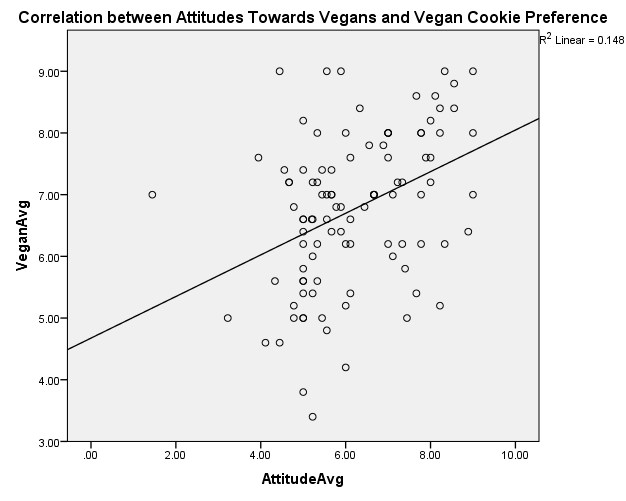 Correlation between Attitudes Towards Vegans and Vegan Cookie Preference
R2 Linear = 0.148
9.00
8.00
7.00
6.00
5.00
4.00
3.00
VeganAvg
.00 2.00 4.00 6.00 8.00 10.00
AttitudeAvg